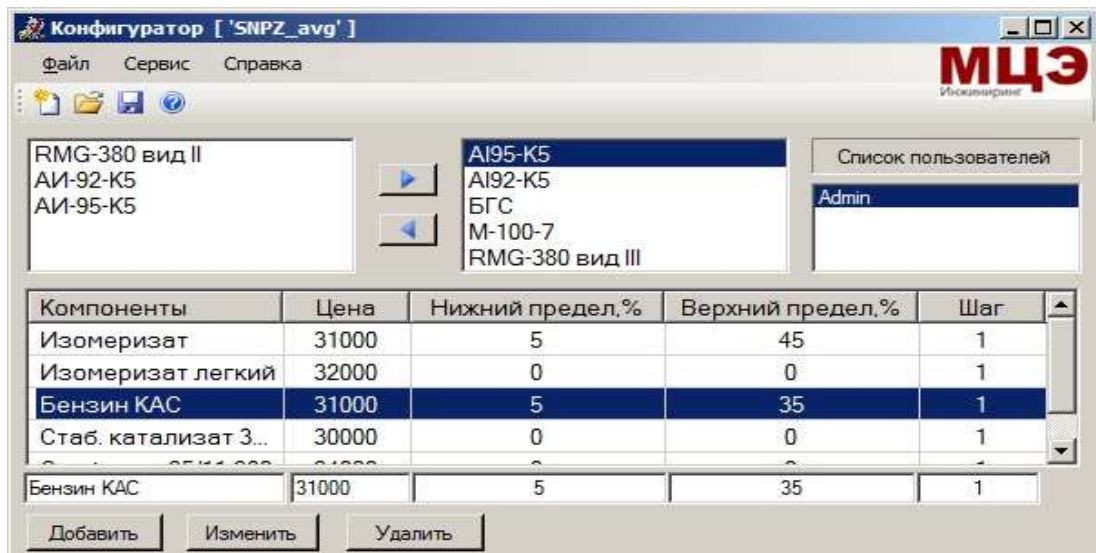 Конфигуратор [ 'SNPZ_avg' ]
Файл Сервис Справка
МЦЭ
Инжиниринг
RMG-380 вид II
АИ-92-К5
АИ-95-К5
AI95-K5
AI92-K5
БГС
М-100-7
RMG-380 вид III
Список пользователей
Admin
Компоненты Цена Нижний предел,% Верхний предел,% Шаг
Изомеризат 31000 5 45 1
Изомеризат легкий 32000 0 0 1
Бензин КАС 31000 5 35 1
Стаб. катализат 3... 30000 0 0 1
Бензин КАС 31000 5 35 1
Добавить Изменить Удалить